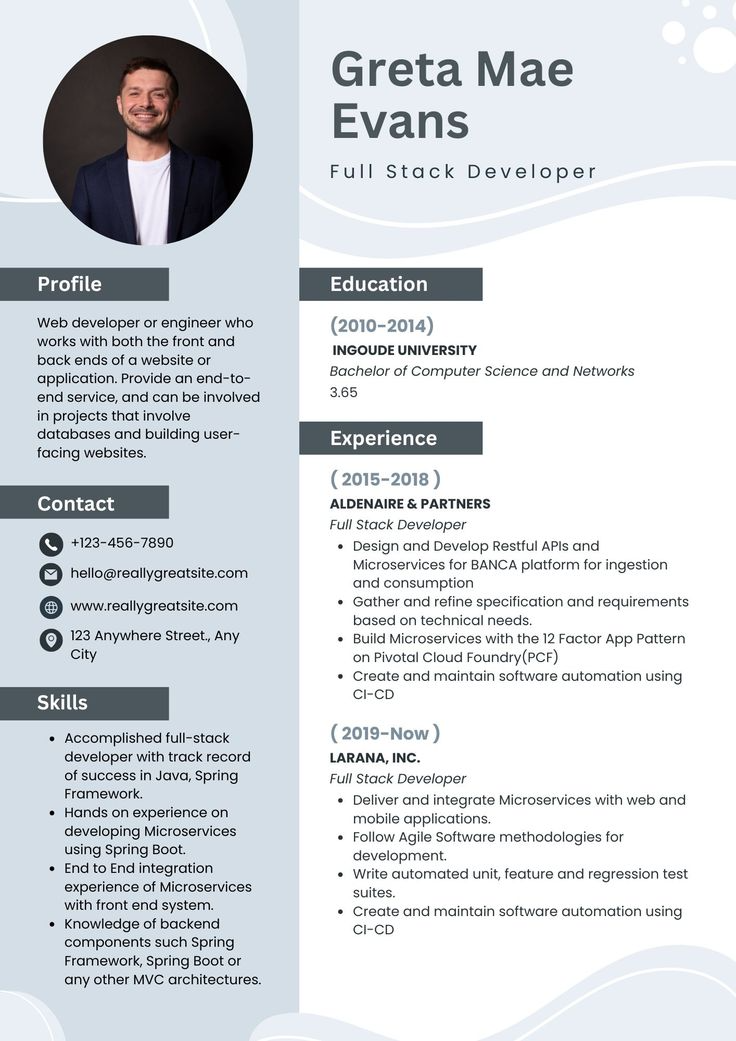 Greta Mae
Evans
Full Stack Developer
Profile
Web developer or engineer who
works with both the front and
back ends of a website or
application. Provide an end-to-
end service, and can be involved
in projects that involve
databases and building user-
facing websites.
Contact
+123-456-7890
hello@reallygreatsite.com
www.reallygreatsite.com
123 Anywhere Street., Any
City
Skills
• Accomplished full-stack
developer with track record
of success in Java, Spring
Framework.
• Hands on experience on
developing Microservices
using Spring Boot.
• End to End integration
experience of Microservices
with front end system.
• Knowledge of backend
components such Spring
Framework, Spring Boot or
any other MVC architectures.
Education
(2010-2014)
INGOUDE UNIVERSITY
Bachelor of Computer Science and Networks
3.65
Experience
( 2015-2018 )
ALDENAIRE & PARTNERS
Full Stack Developer
• Design and Develop Restful APIs and
Microservices for BANCA platform for ingestion
and consumption
• Gather and refine specification and requirements
based on technical needs.
• Build Microservices with the 12 Factor App Pattern
on Pivotal Cloud Foundry(PCF)
• Create and maintain software automation using
CI-CD
( 2019-Now )
LARANA, INC.
Full Stack Developer
• Deliver and integrate Microservices with web and
mobile applications.
• Follow Agile Software methodologies for
development.
• Write automated unit, feature and regression test
suites.
• Create and maintain software automation using
CI-CD